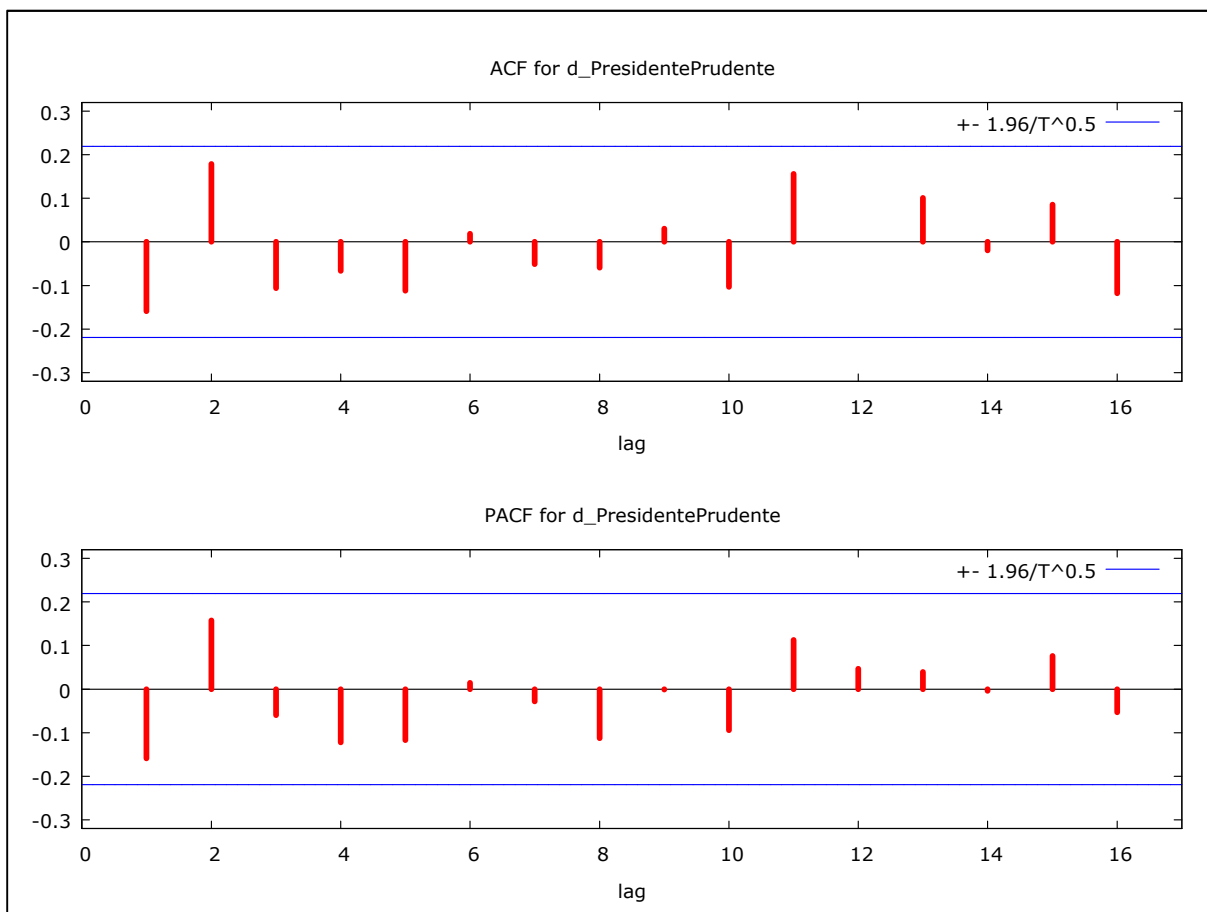 ACF for d_PresidentePrudente
+- 1.96/T^0.5
0.3
0.2
0.1
0
-0.1
-0.2
-0.3
0 2 4 6 8 10 12 14 16
lag
PACF for d_PresidentePrudente
+- 1.96/T^0.5
0.3
0.2
0.1
0
-0.1
-0.2
-0.3
0 2 4 6 8 10 12 14 16
lag